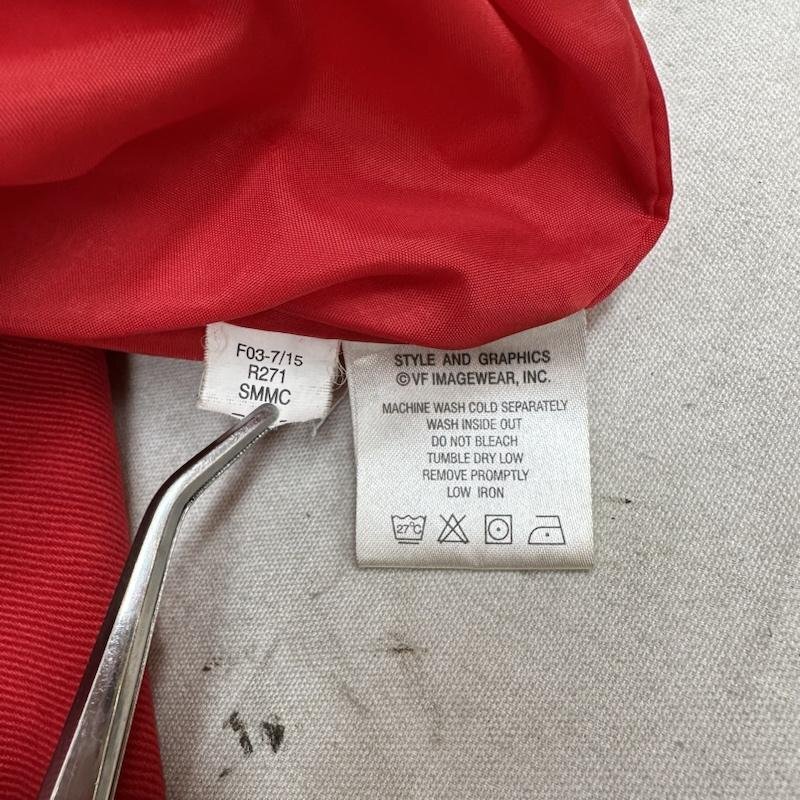 F03-7/15
R271
SMMC
STYLE AND GRAPHICS
©VF IMAGEWEAR, INC.
MACHINE WASH COLD SEPARATELY
WASH INSIDE OUT
DO NOT BLEACH
TUMBLE DRY LOW
REMOVE PROMPTLY
LOW IRON
27°C